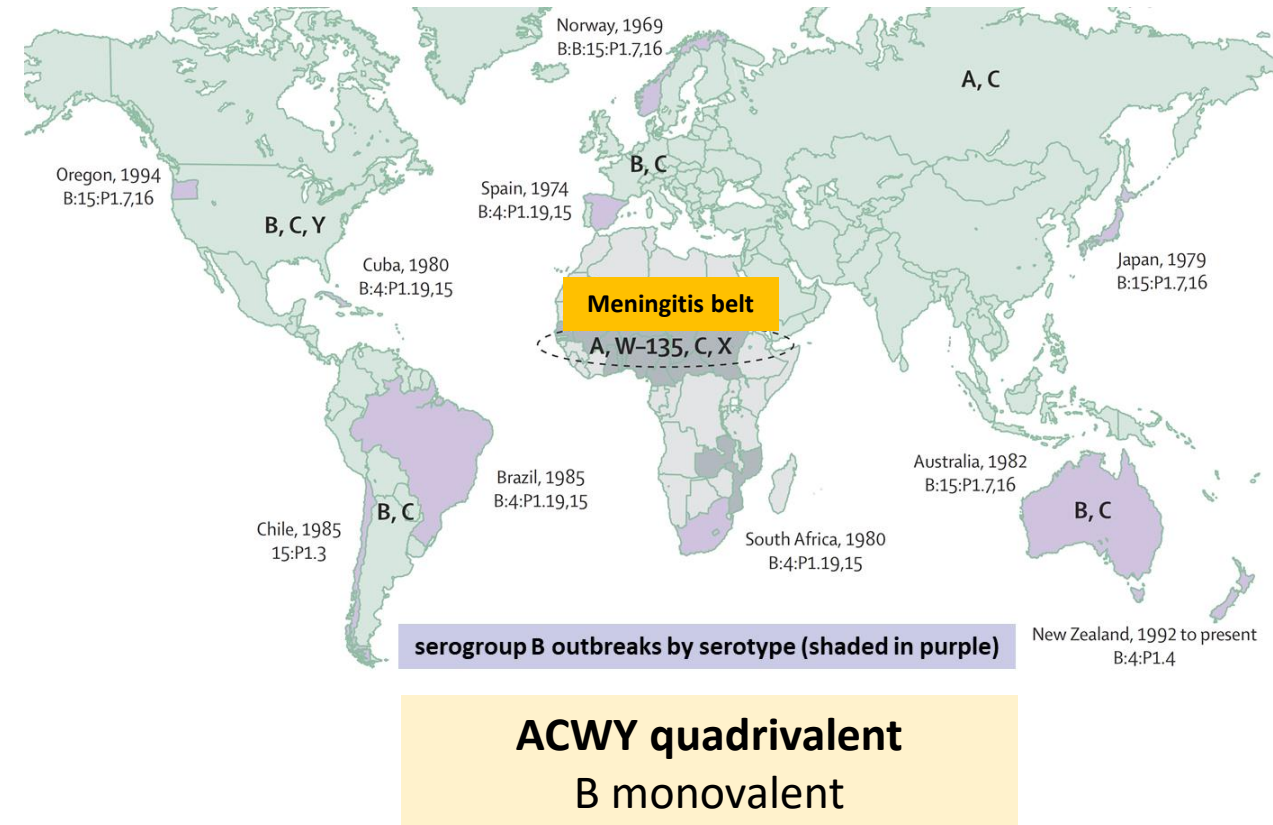 Norway, 1969
B:B:15:P1.7,16
A, C
Oregon, 1994
B:15:P1.7,16
B, C
Spain, 1974
B:4:P1.19,15
B, C, Y
Cuba, 1980
B:4:P1.19,15
Japan, 1979
B:15:P1.7,16
Meningitis belt
A, W–135, C, X
Australia, 1982
B:15:P1.7,16
Brazil, 1985
B:4:P1.19,15
B, C
B, C
Chile, 1985
15:P1.3
South Africa, 1980
B:4:P1.19,15
New Zealand, 1992 to present
B:4:P1.4
serogroup B outbreaks by serotype (shaded in purple)
ACWY quadrivalent
B monovalent